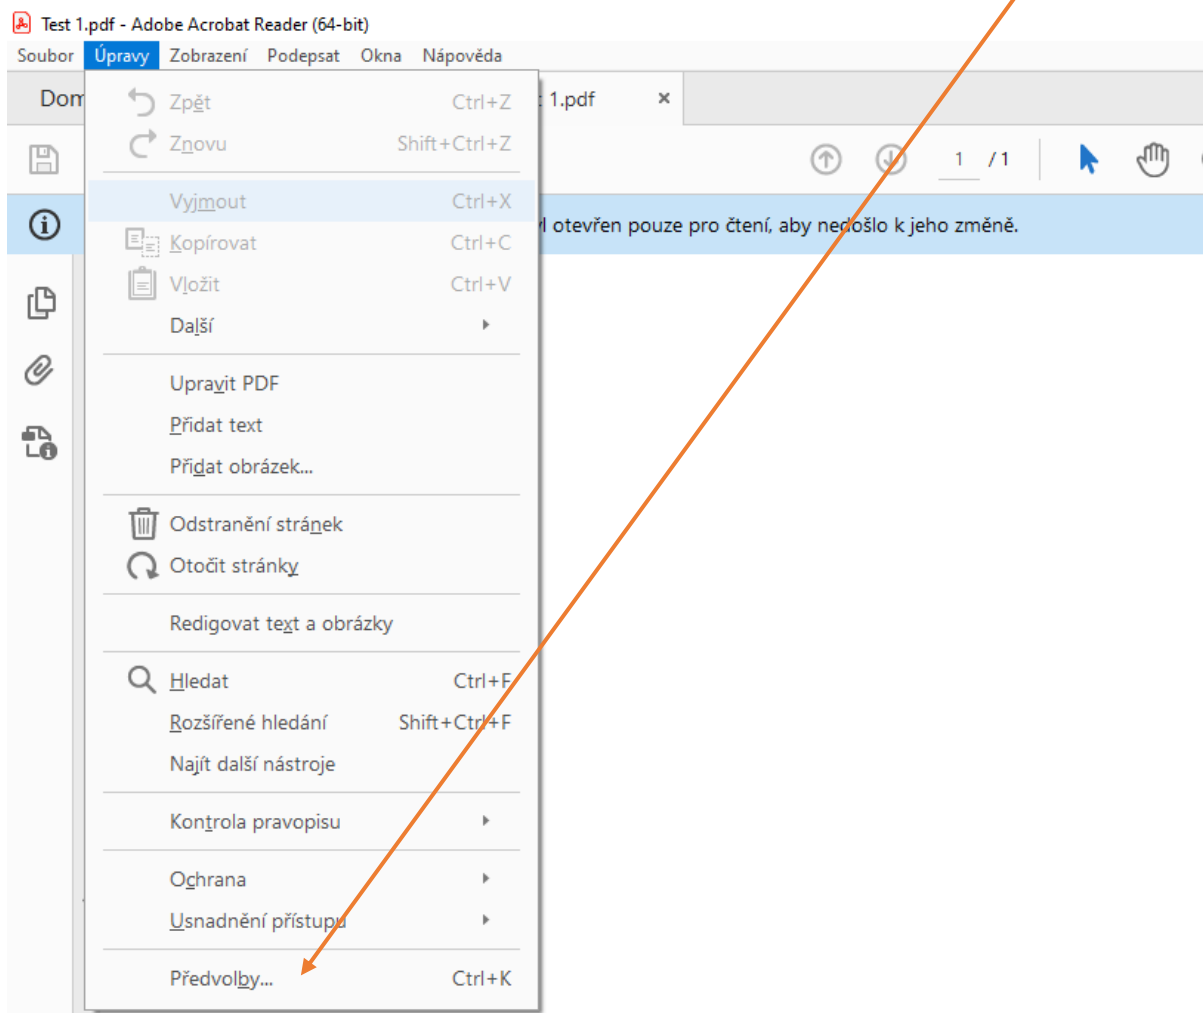 Test 1.pdf - Adobe Acrobat Reader (64-bit)
Soubor Úpravy Zobrazení Podepsat Okna Nápověda
1.pdf ×
Zpět Ctrl+Z
Znovu Shift+Ctrl+Z
1 / 1
Vyjmout Ctrl+X
otevřen pouze pro čtení, aby nedošlo k jeho změně.
Kopírovat Ctrl+C
Vložit Ctrl+V
Další
Upravit PDF
Přidat text
Přidat obrázek...
Odstranění stránek
Otočit stránky
Redigovat text a obrázky
Hledat Ctrl+F
Rozšířené hledání Shift+Ctrl+F
Najít další nástroje
Kontrola pravopisu
Ochrana
Usnadnění přístupu
Předvolby... Ctrl+K